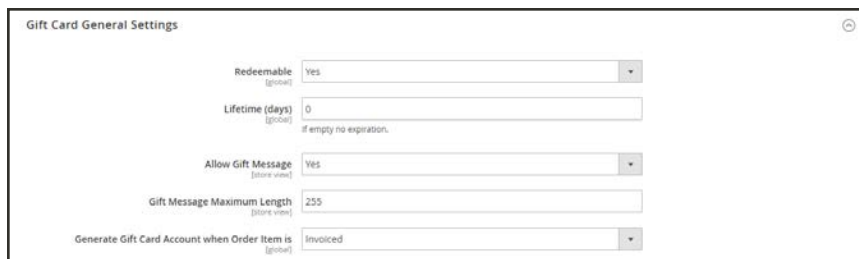 Gift Card General Settings
Redeemable Yes
[global]
Lifetime (days) 0
[global]
If empty no expiration.
Allow Gift Message Yes
[store view]
Gift Message Maximum Length 255
[store view]
Generate Gift Card Account when Order Item is Invoiced
[global]